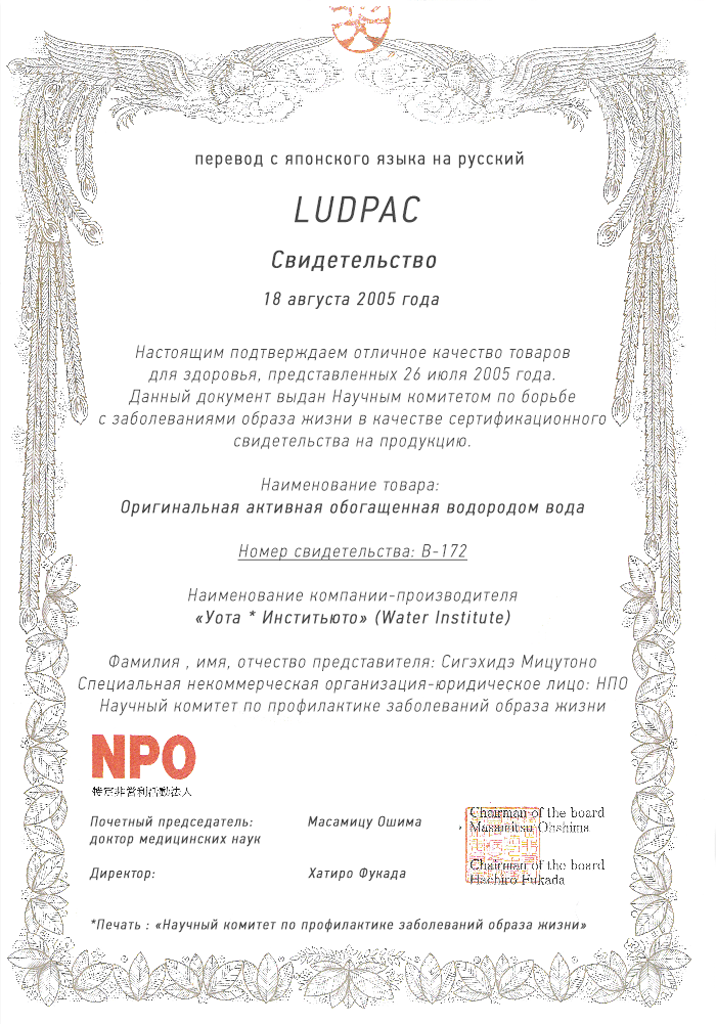 перевод с японского языка на русский
LUDPAC
Свидетельство
18 августа 2005 года
Настоящим подтверждаем отличное качество товаров
для здоровья, представленных 26 июля 2005 года.
Данный документ выдан Научным комитетом по борьбе
с заболеваниями образа жизни в качестве сертификационного
свидетельства на продукцию.
Наименование товара:
Оригинальная активная обогащенная водородом вода
Номер свидетельства: В-172
Наименование компании-производителя
«Уота * Инститьюто» (Water Institute)
Фамилия , имя, отчество представителя: Сигэхидэ Мицутоно
Специальная некоммерческая организация-юридическое лицо: НПО
Научный комитет по профилактике заболеваний образа жизни
NPO
特定非営利活動法人
Почетный председатель: Масамицу Ошима
доктор медицинских наук
Chairman of the board
Masamitsu Ohshima
Директор: Хатиро Фукада
Chairman of the board
Hachiro Fukada
*Печать : «Научный комитет по профилактике заболеваний образа жизни»